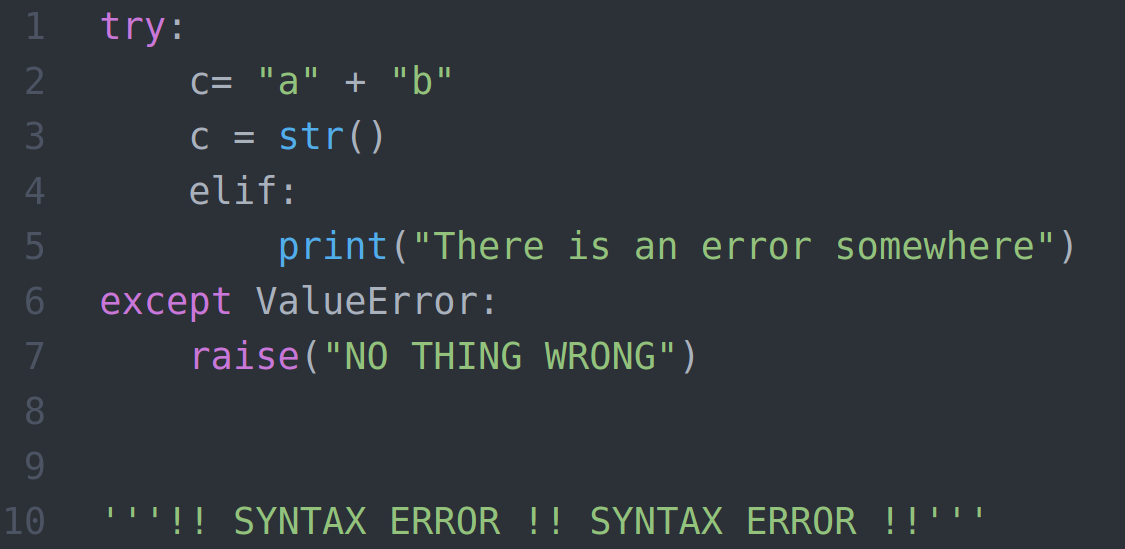 1 try:
2     c= "a" + "b"
3     c = str()
4     elif:
5         print("There is an error somewhere")
6 except ValueError:
7     raise("NO THING WRONG")
8
9
10 '''!! SYNTAX ERROR !! SYNTAX ERROR !!'''